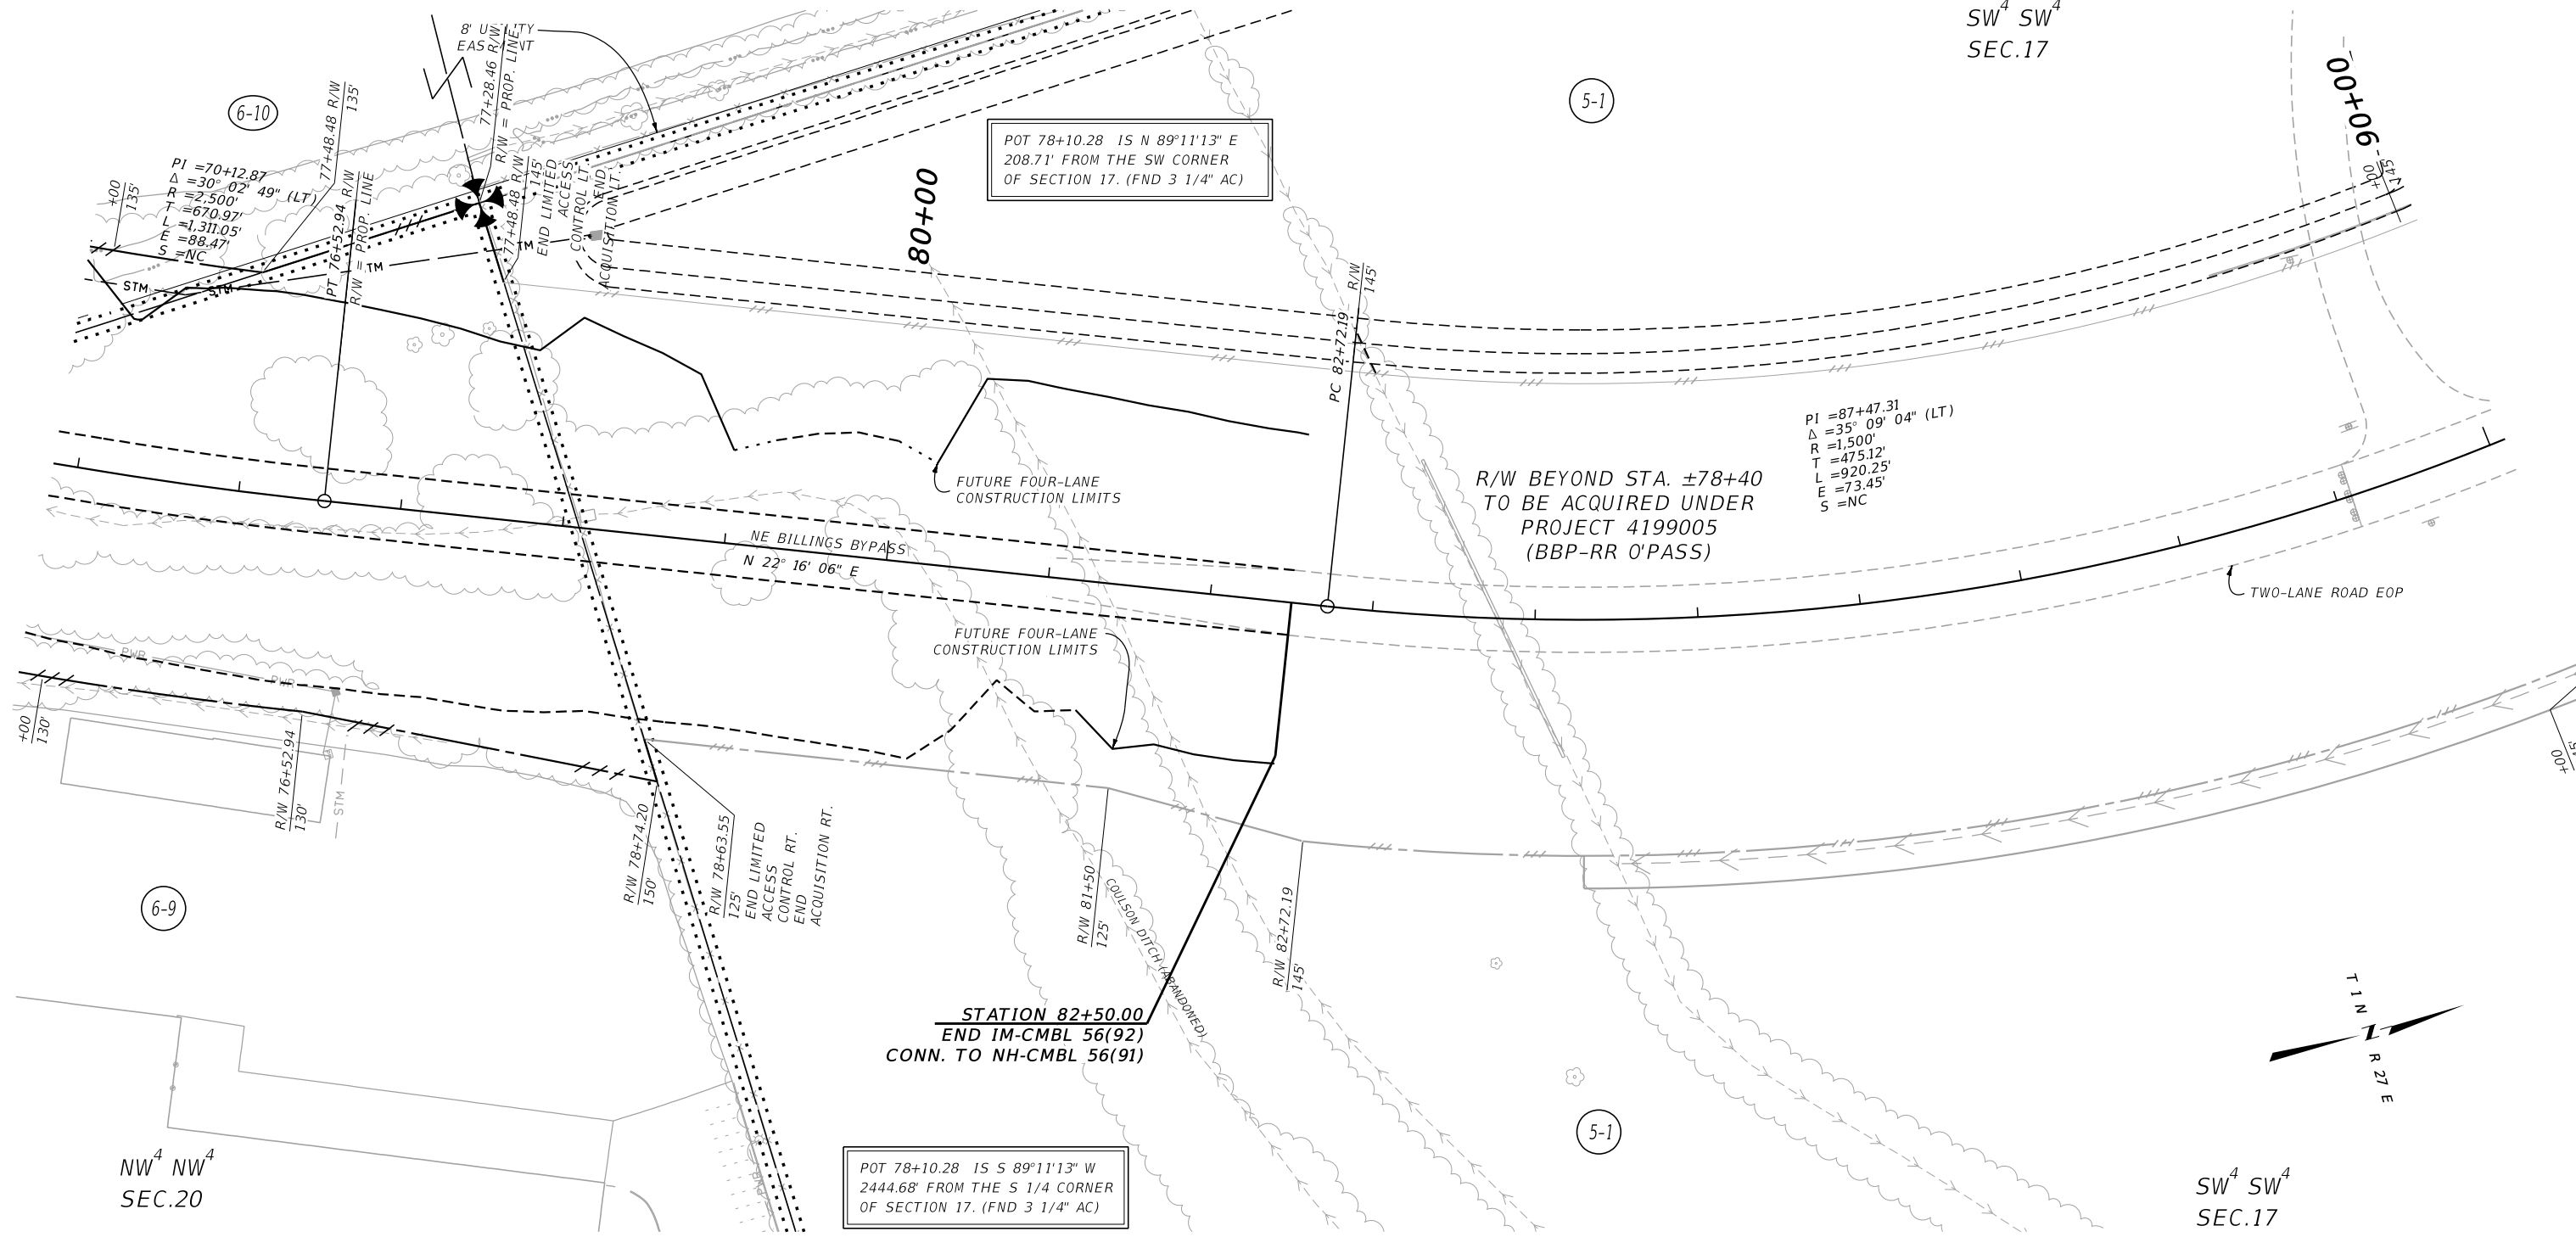 8' UTILITY
EASEMENT
6-10
PI =70+12.87
Δ =30° 02' 49" (LT)
R =2,500'
T =670.97'
L =1,311.05'
E =88.47'
S =NC
+00
135'
77+48.48 R/W
135'
PT 76+52.94 R/W
R/W = PROP. LINE
77+28.46 R/W
R/W = PROP. LINE
77+48.48 R/W
145'
END LIMITED
ACCESS
CONTROL LT.
END
ACQUISITION LT.
STM
STM
TM
TM
80+00
POT 78+10.28 IS N 89°11'13" E
208.71' FROM THE SW CORNER
OF SECTION 17. (FND 3 1/4" AC)
5-1
SW4 SW4
SEC.17
90+00
+00
145'
PC 82+72.19 R/W
145'
PI =87+47.31
Δ =35° 09' 04" (LT)
R =1,500'
T =475.12'
L =920.25'
E =73.45'
S =NC
R/W BEYOND STA. ±78+40
TO BE ACQUIRED UNDER
PROJECT 4199005
(BBP-RR O'PASS)
FUTURE FOUR-LANE
CONSTRUCTION LIMITS
NE BILLINGS BYPASS
N 22° 16' 06" E
TWO-LANE ROAD EOP
FUTURE FOUR-LANE
CONSTRUCTION LIMITS
PWR
PWR
+00
130'
R/W 76+52.94
130'
STM
6-9
R/W 78+74.20
150'
R/W 78+63.55
125'
END LIMITED
ACCESS
CONTROL RT.
END
ACQUISITION RT.
R/W 81+50
125'
COULSON DITCH (ABANDONED)
R/W 82+72.19
145'
+00
STATION 82+50.00
END IM-CMBL 56(92)
CONN. TO NH-CMBL 56(91)
T 1 N
Z
R 27 E
5-1
NW4 NW4
SEC.20
POT 78+10.28 IS S 89°11'13" W
2444.68' FROM THE S 1/4 CORNER
OF SECTION 17. (FND 3 1/4" AC)
SW4 SW4
SEC.17